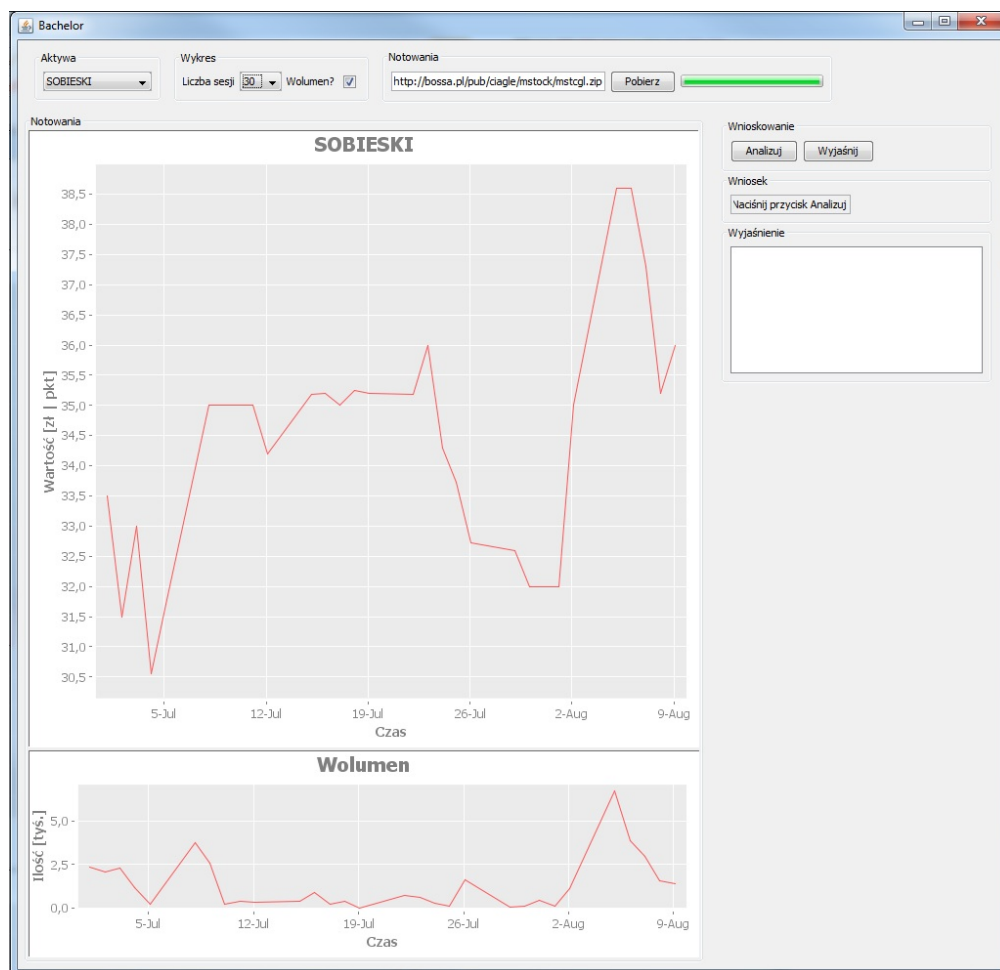 Bachelor
Aktywa
Wykres
Notowania
SOBIESKI
Liczba sesji 30 Wolumen?
http://bossa.pl/pub/ciagle/mstock/mstcgl.zip
Pobierz
Notowania
SOBIESKI
38,5
38,0
37,5
37,0
36,5
36,0
35,5
35,0
34,5
34,0
33,5
33,0
32,5
32,0
31,5
31,0
30,5
Wartość [zł | pkt]
5-Jul 12-Jul 19-Jul 26-Jul 2-Aug 9-Aug
Czas
Wolumen
5,0
2,5
0,0
Ilość [tyś.]
5-Jul 12-Jul 19-Jul 26-Jul 2-Aug 9-Aug
Czas
Wnioskowanie
Analizuj Wyjaśnij
Wniosek
Naciśnij przycisk Analizuj
Wyjaśnienie